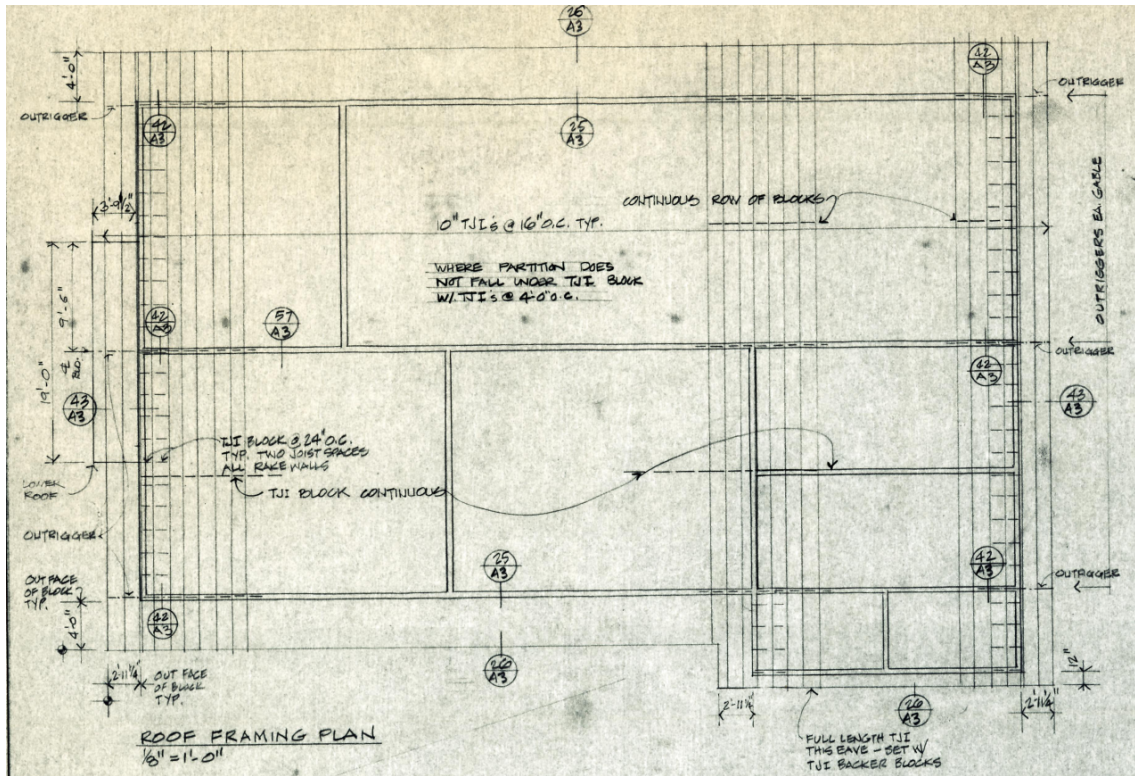 26
A3
4'-0"
42
A3
OUTRIGGER
OUTRIGGER
42
A3
25
A3
3'-0 1/2"
CONTINUOUS ROW OF BLOCKS
10" TJI's @ 16" O.C. TYP.
WHERE PARTITION DOES
NOT FALL UNDER TJI BLOCK
W/ TJI's @ 4'-0" O.C.
OUTRIGGERS EA. GABLE
9'-6"
19'-0"
42
A3
57
A3
OUTRIGGER
42
A3
43
A3
43
A3
TJI BLOCK @ 24" O.C.
TYP. TWO JOIST SPACES
ALL RAKE WALLS
TJI BLOCK CONTINUOUS
LOWER
ROOF
OUTRIGGER
25
A3
42
A3
OUTRIGGER
OUT FACE
OF BLOCK
TYP.
4'-0"
42
A3
2'-11 1/4"
OUT FACE
OF BLOCK
TYP.
26
A3
12"
2'-11 1/4"
26
A3
2'-11 1/4"
ROOF FRAMING PLAN
1/8" = 1'-0"
FULL LENGTH TJI
THIS EAVE - SET W/
TJI BACKER BLOCKS